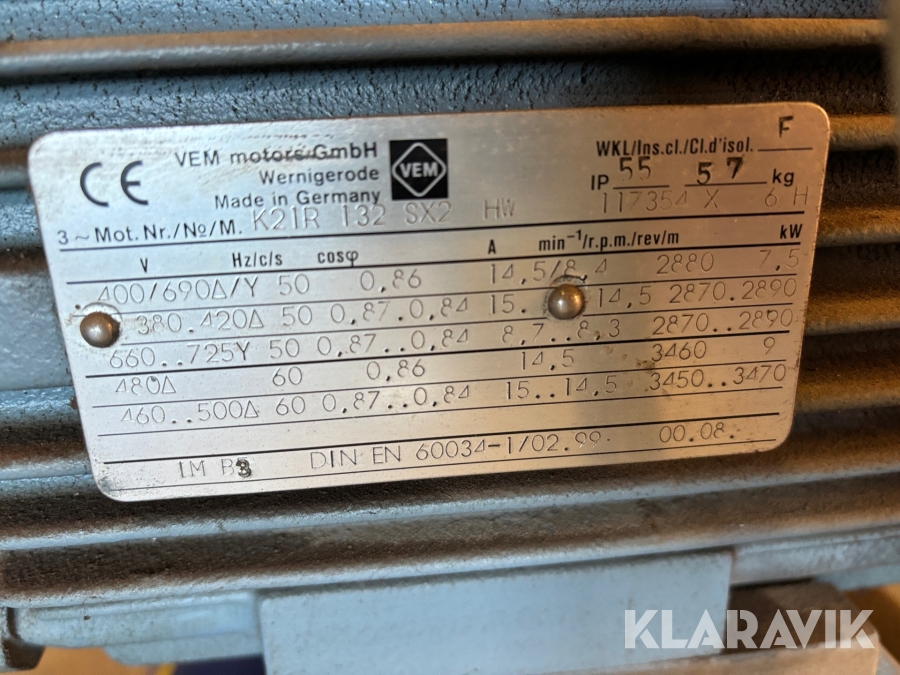 CE VEM motors GmbH VEM WKL/Ins.cl./Cl.d'isol. F
Wernigerode IP 55 57 kg
Made in Germany 117354 X 6 H
3~Mot.Nr./No/M. K21R 132 SX2 HW
V Hz/c/s cosφ A min⁻¹/r.p.m./rev/m kW
400/690Δ/Y 50 0,86 14,5/8,4 2880 7,5
380.420Δ 50 0,87.0,84 15. 14,5 2870.2890
660..725Y 50 0,87..0,84 8,7..8,3 2870..2890
480Δ 60 0,86 14,5 3460 9
460..500Δ 60 0,87..0,84 15..14,5 3450..3470
IM B3 DIN EN 60034-1/02.99. 00.08.
KLARAVIK